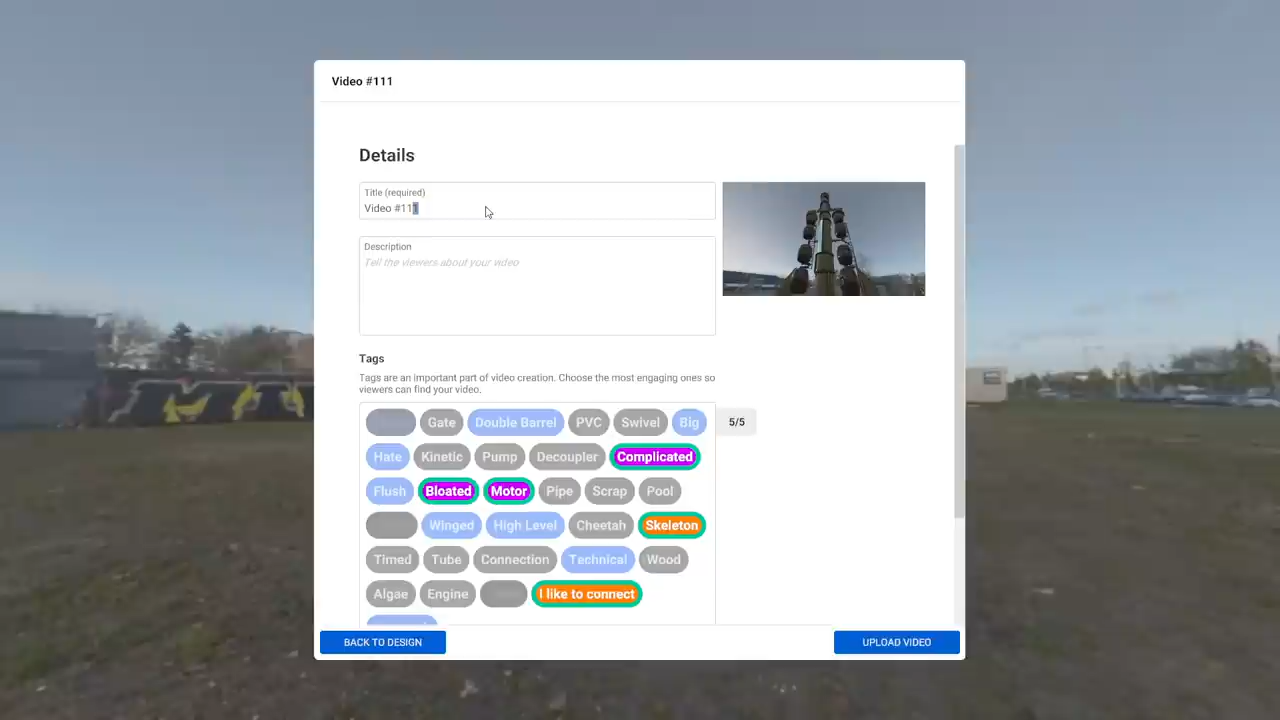 Video #111
Details
Title (required)
Video #111
Description
Tell the viewers about your video
Tags
Tags are an important part of video creation. Choose the most engaging ones so
viewers can find your video.
Gate Double Barrel PVC Swivel Big 5/5
Hate Kinetic Pump Decoupler Complicated
Flush Bloated Motor Pipe Scrap Pool
Winged High Level Cheetah Skeleton
Timed Tube Connection Technical Wood
Algae Engine I like to connect
BACK TO DESIGN UPLOAD VIDEO